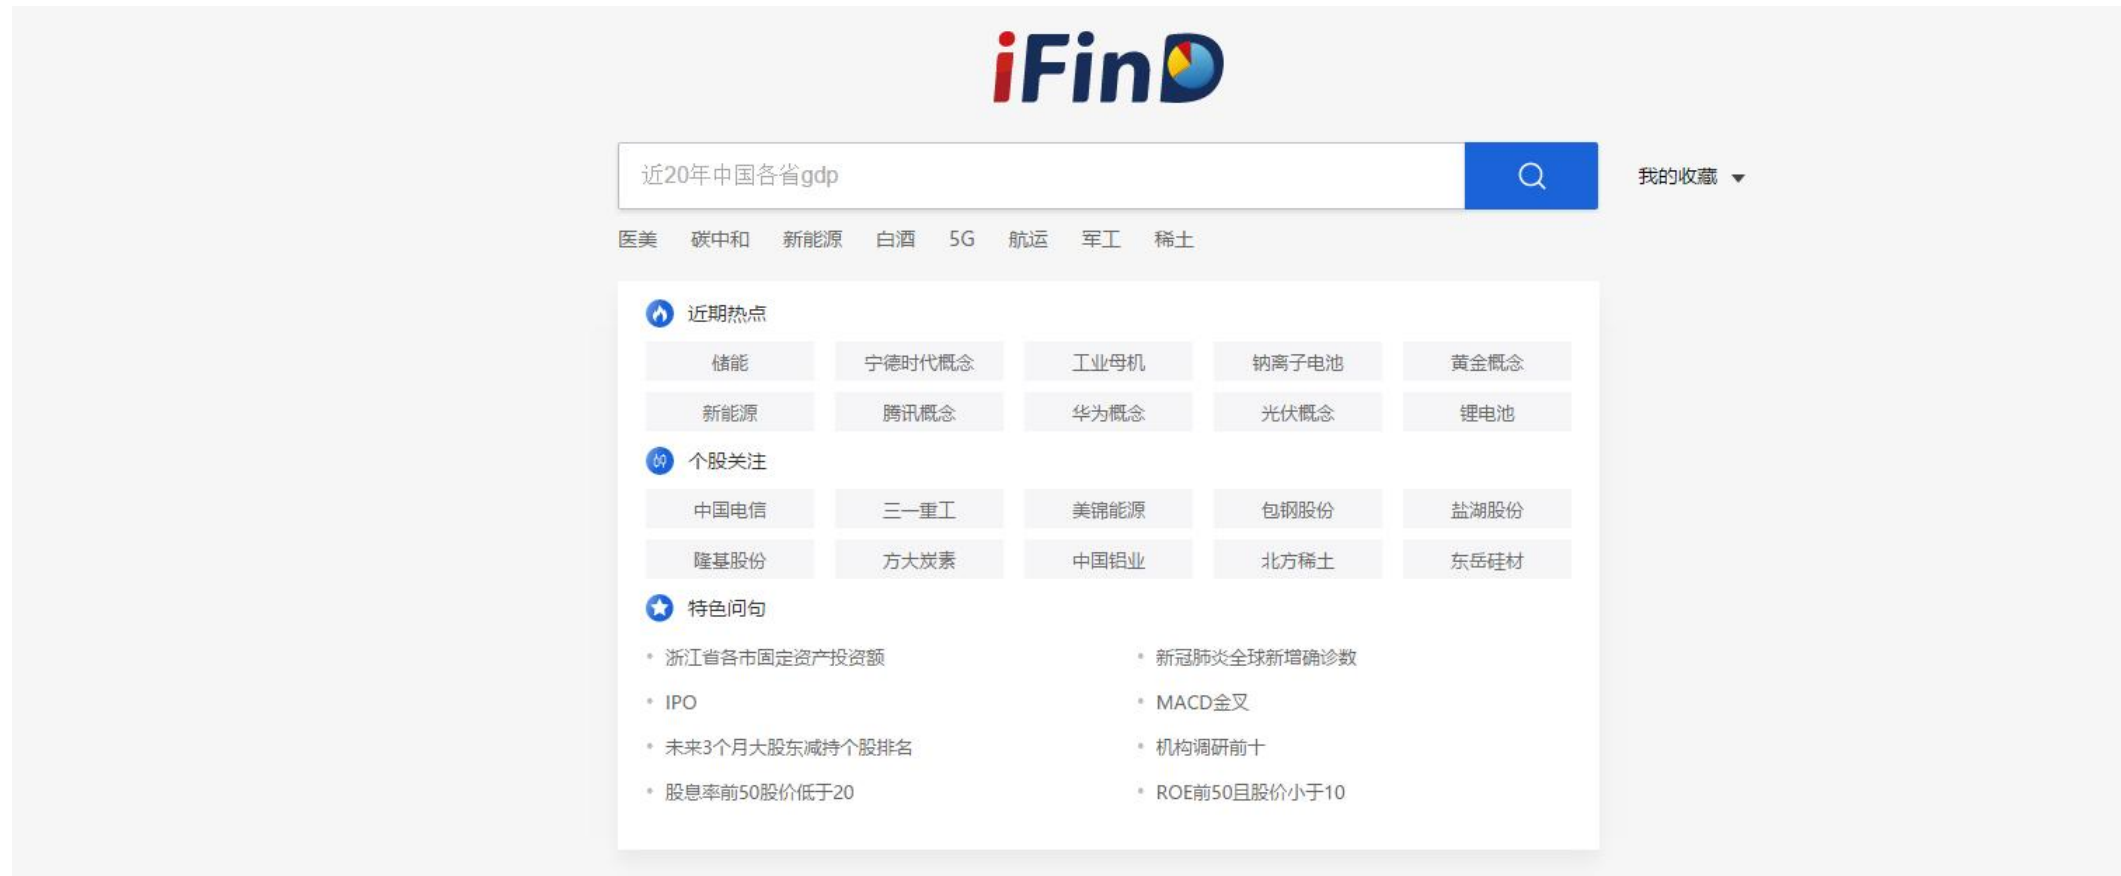 iFinD
近20年中国各省gdp
我的收藏
医美 碳中和 新能源 白酒 5G 航运 军工 稀土
近期热点
储能 宁德时代概念 工业母机 钠离子电池 黄金概念
新能源 腾讯概念 华为概念 光伏概念 锂电池
个股关注
中国电信 三一重工 美锦能源 包钢股份 盐湖股份
隆基股份 方大炭素 中国铝业 北方稀土 东岳硅材
特色问句
• 浙江省各市固定资产投资额 • 新冠肺炎全球新增确诊数
• IPO • MACD金叉
• 未来3个月大股东减持个股排名 • 机构调研前十
• 股息率前50股价低于20 • ROE前50且股价小于10